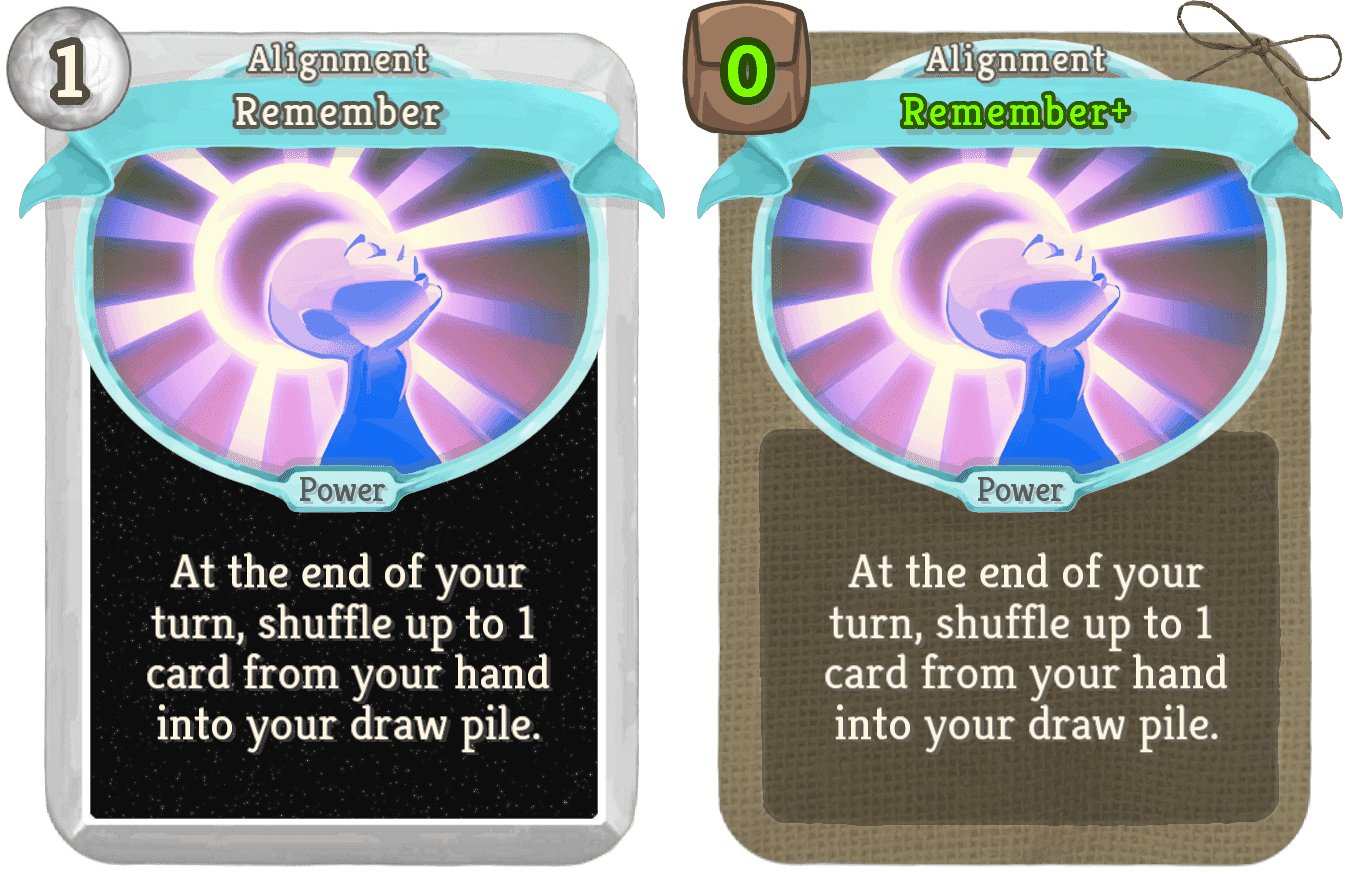 1
Alignment
Remember
Power
At the end of your
turn, shuffle up to 1
card from your hand
into your draw pile.
0
Alignment
Remember+
Power
At the end of your
turn, shuffle up to 1
card from your hand
into your draw pile.